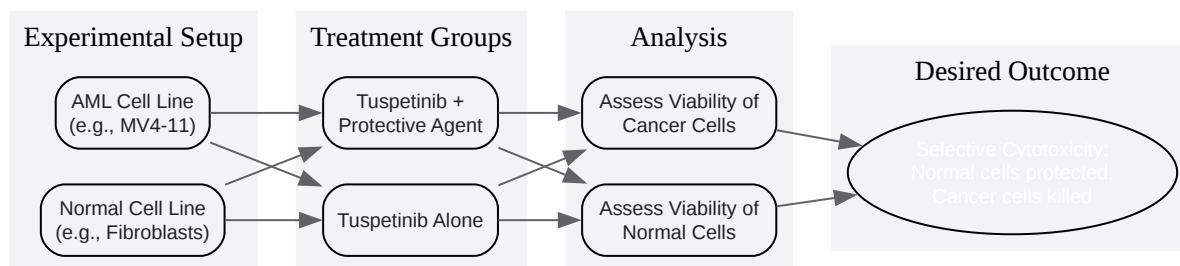 Experimental Setup
AML Cell Line
(e.g., MV4-11)
Normal Cell Line
(e.g., Fibroblasts)
Treatment Groups
Tuspetinib +
Protective Agent
Tuspetinib Alone
Analysis
Assess Viability of
Cancer Cells
Assess Viability of
Normal Cells
Desired Outcome
Selective Cytotoxicity:
Normal cells protected,
Cancer cells killed